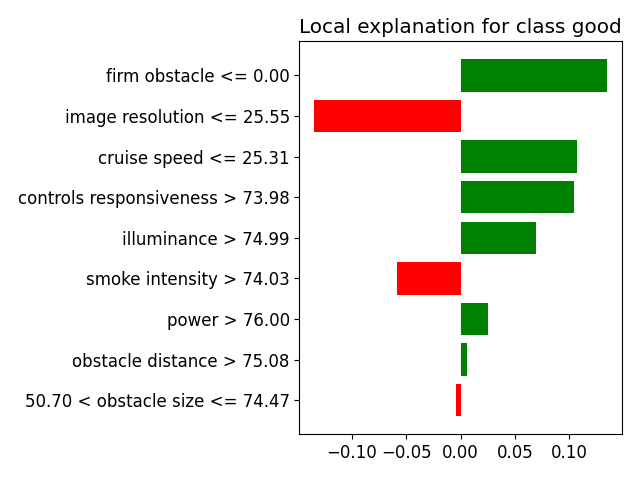 Local explanation for class good
firm obstacle <= 0.00
image resolution <= 25.55
cruise speed <= 25.31
controls responsiveness > 73.98
illuminance > 74.99
smoke intensity > 74.03
power > 76.00
obstacle distance > 75.08
50.70 < obstacle size <= 74.47
−0.10 −0.05 0.00 0.05 0.10